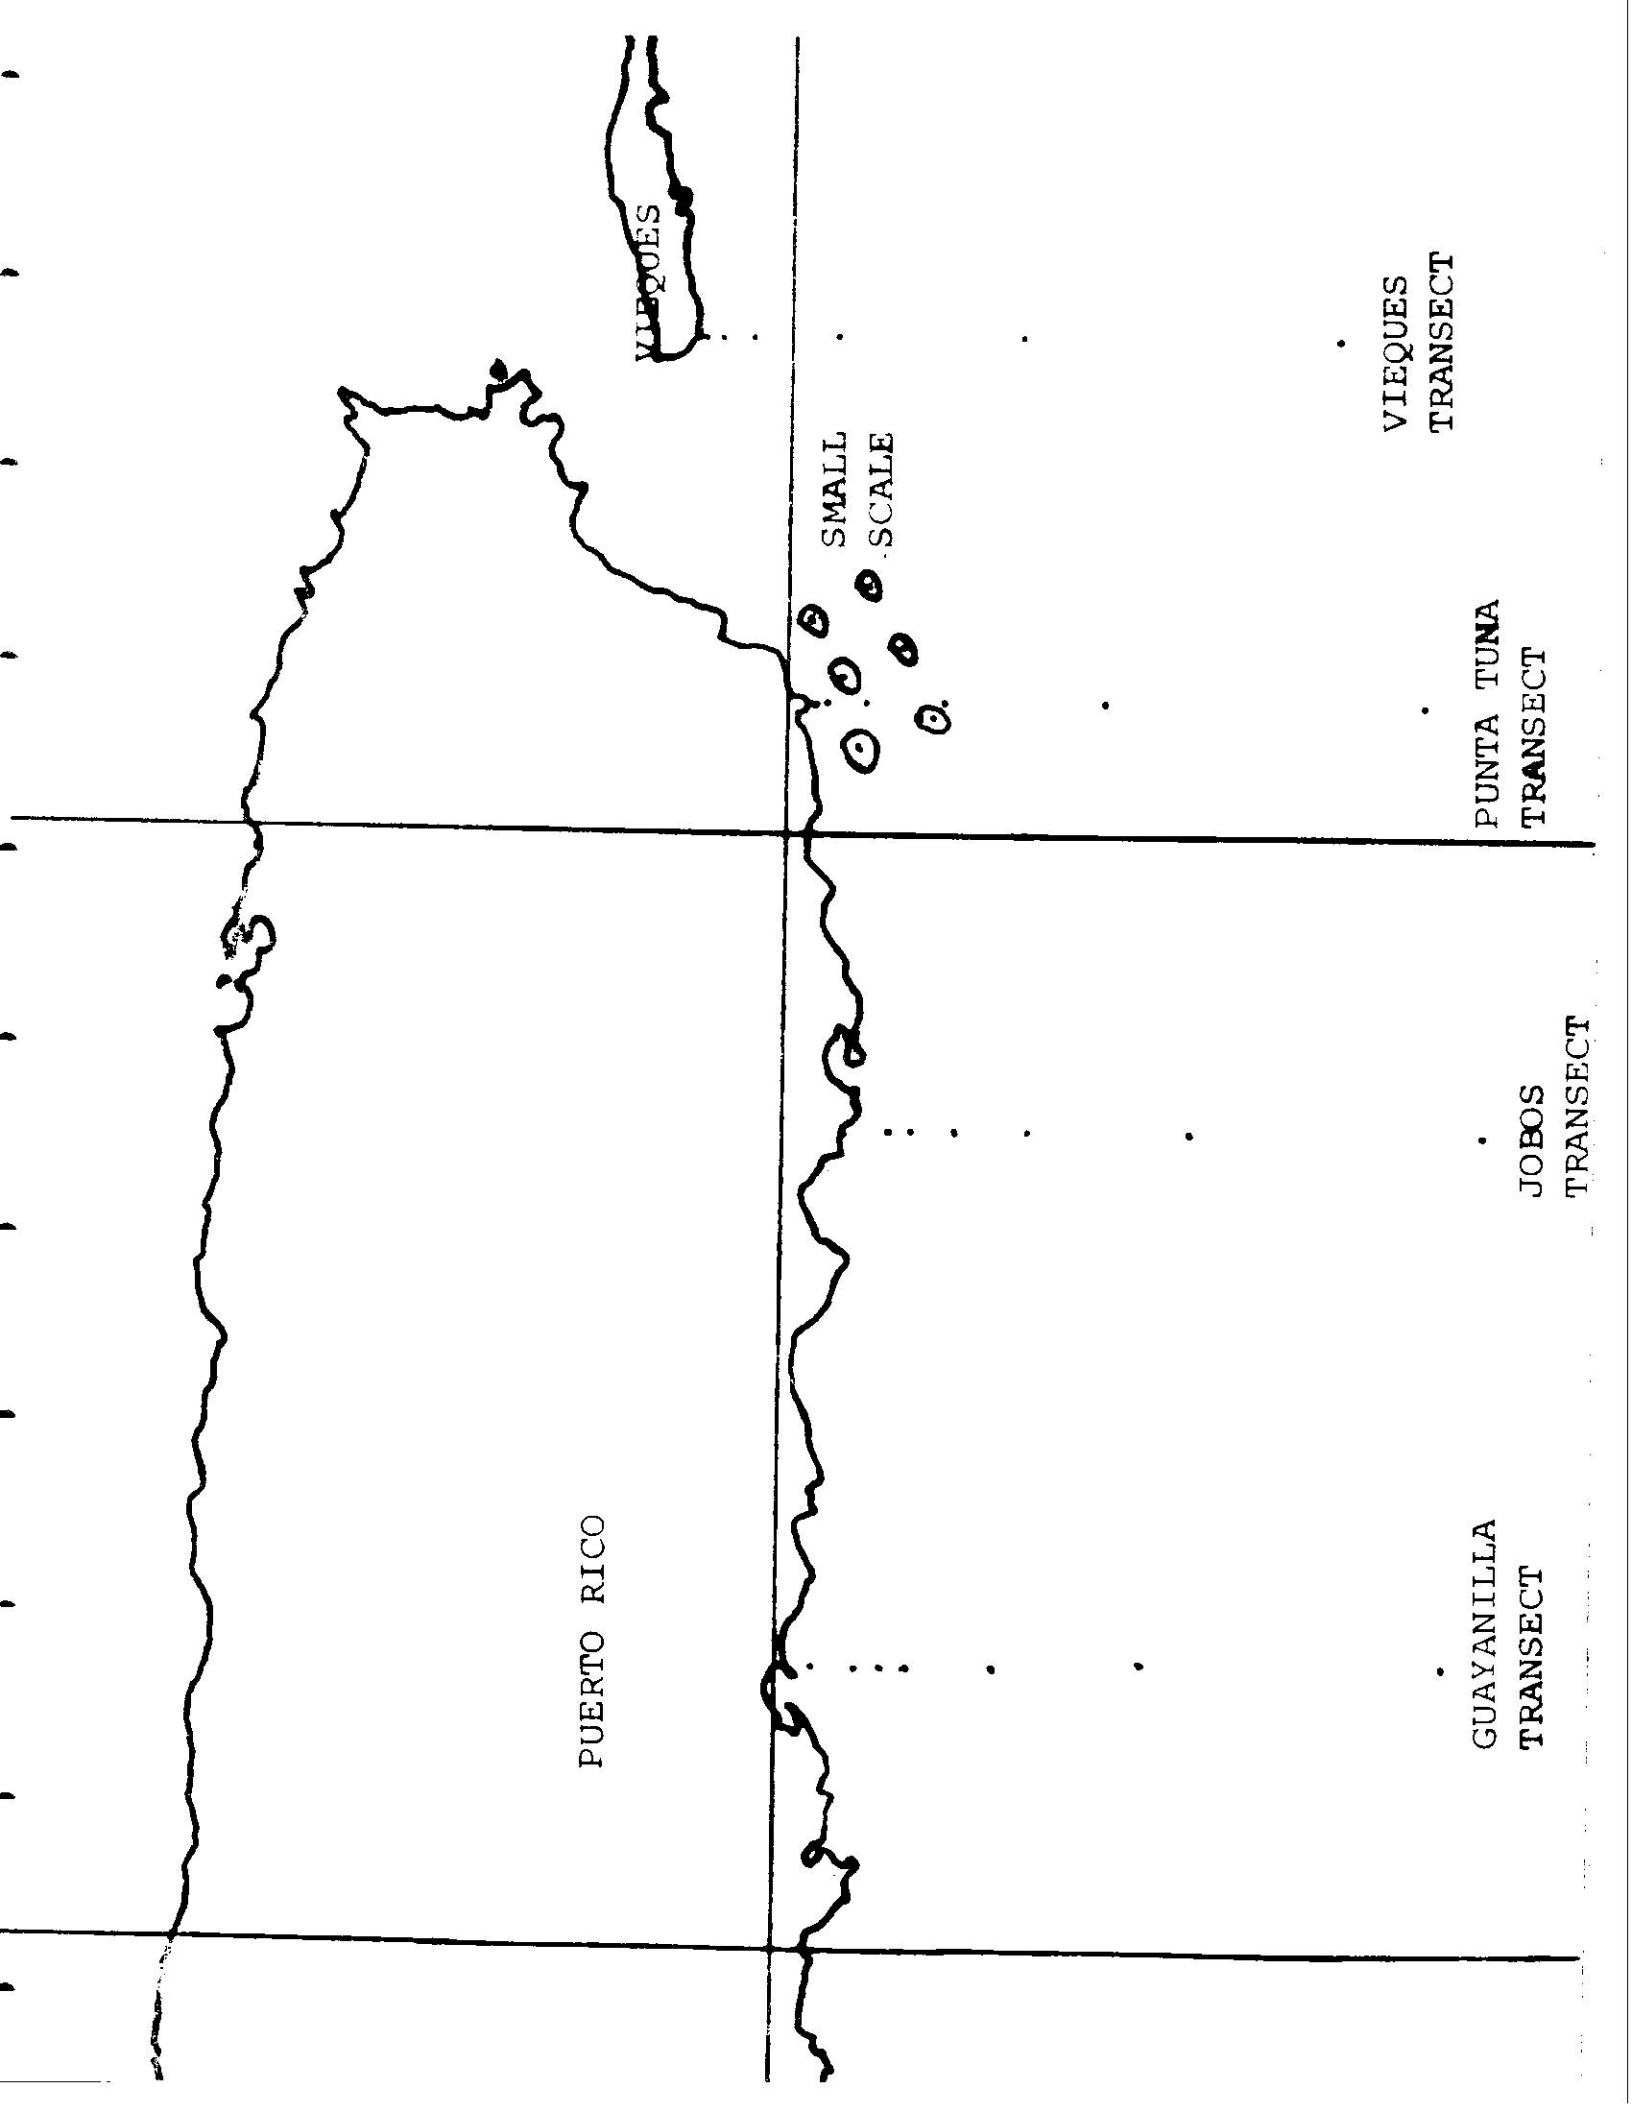 PUERTO RICO
VIEQUES
SMALL
SCALE
GUAYANILLA
TRANSECT
JOBOS
TRANSECT
PUNTA TUNA
TRANSECT
VIEQUES
TRANSECT